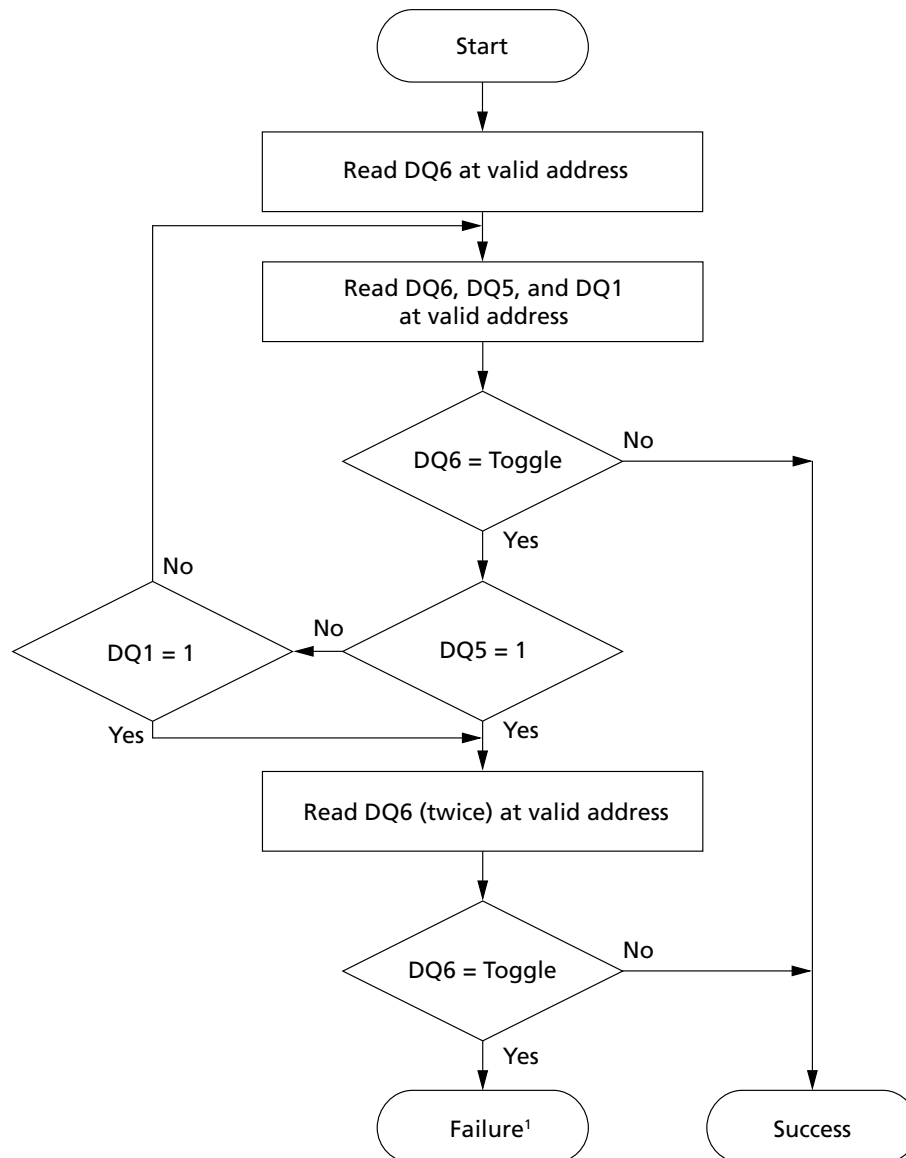 Start
Read DQ6 at valid address
Read DQ6, DQ5, and DQ1
at valid address
DQ6 = Toggle
No
Yes
No
DQ1 = 1
No
DQ5 = 1
Yes
Yes
Read DQ6 (twice) at valid address
DQ6 = Toggle
No
Yes
Failure¹
Success